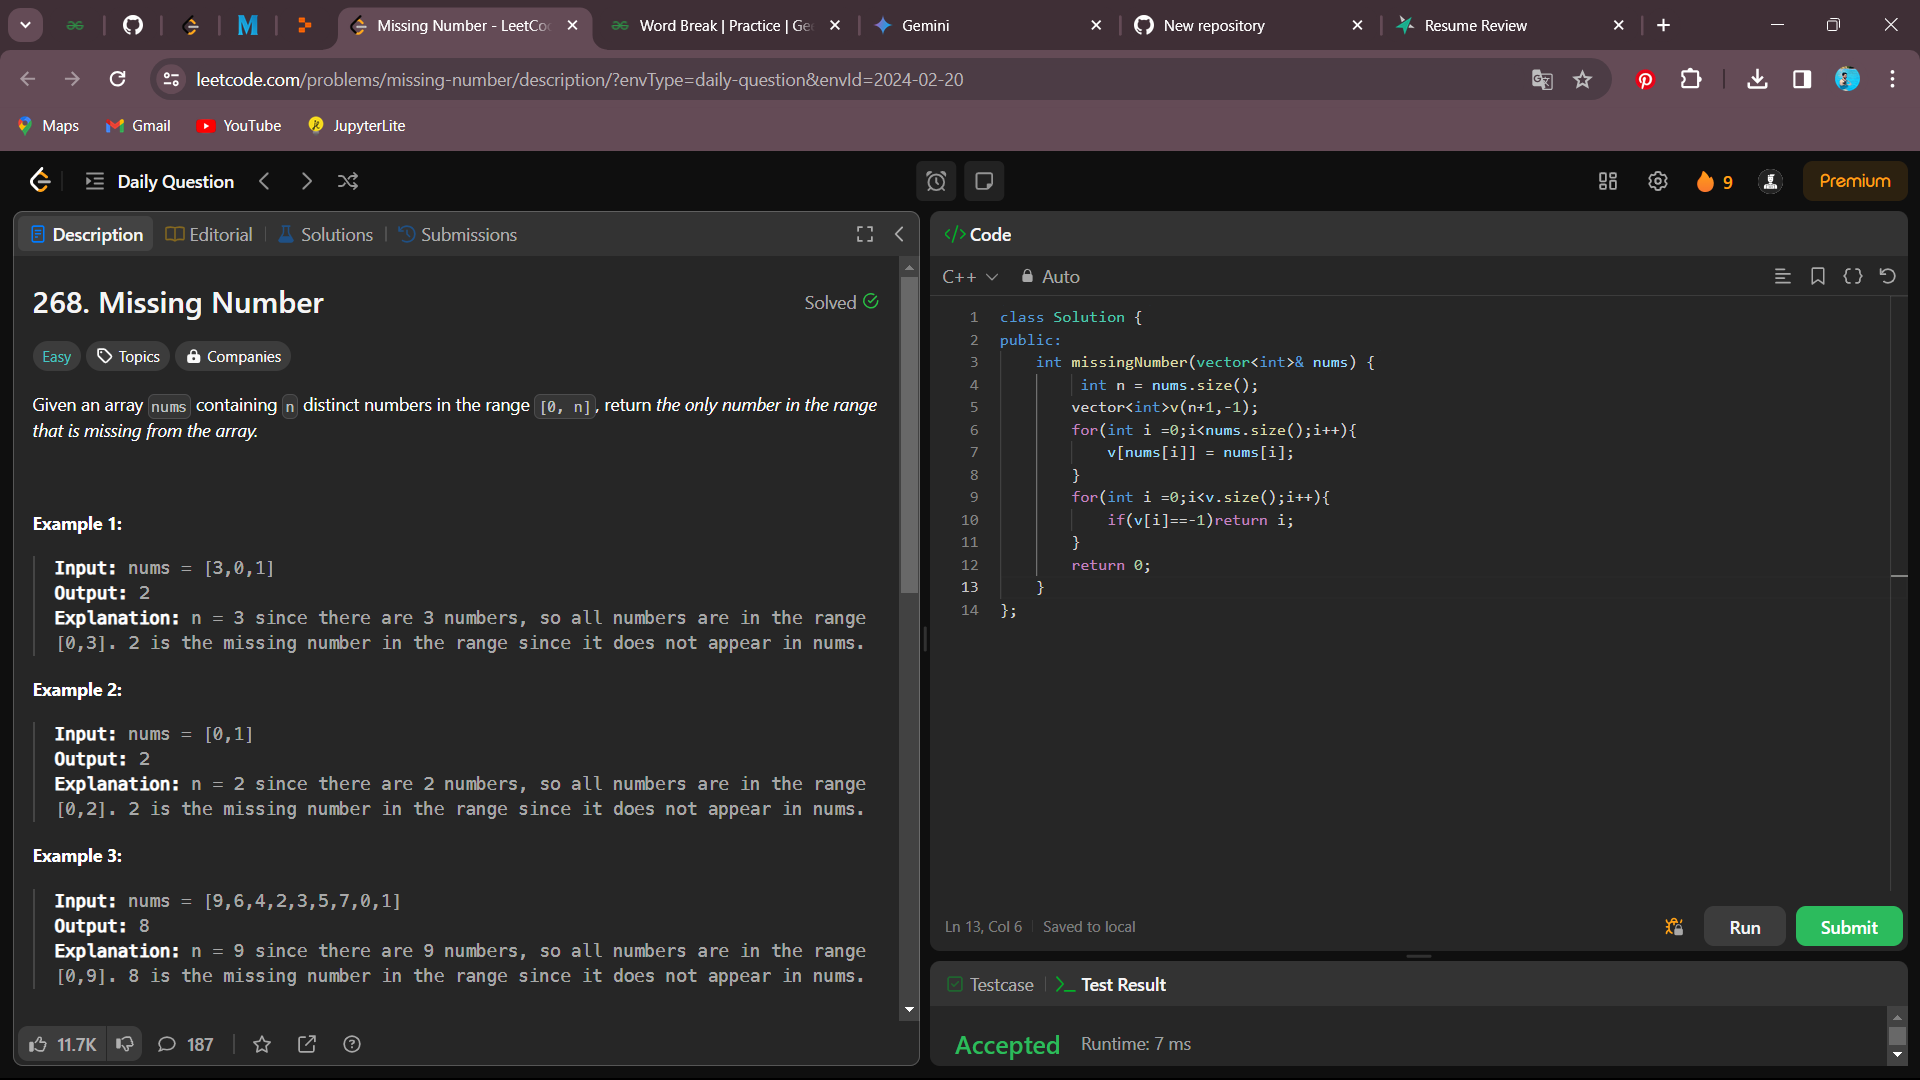 Missing Number - LeetCo
Word Break | Practice | Ge
Gemini
New repository
Resume Review
leetcode.com/problems/missing-number/description/?envType=daily-question&envId=2024-02-20
Maps
Gmail
YouTube
JupyterLite
Daily Question
9
Premium
Description
Editorial
Solutions
Submissions
268. Missing Number
Solved
Easy
Topics
Companies
Given an array nums containing n distinct numbers in the range [0, n], return the only number in the range
that is missing from the array.
Example 1:
Input: nums = [3,0,1]
Output: 2
Explanation: n = 3 since there are 3 numbers, so all numbers are in the range
[0,3]. 2 is the missing number in the range since it does not appear in nums.
Example 2:
Input: nums = [0,1]
Output: 2
Explanation: n = 2 since there are 2 numbers, so all numbers are in the range
[0,2]. 2 is the missing number in the range since it does not appear in nums.
Example 3:
Input: nums = [9,6,4,2,3,5,7,0,1]
Output: 8
Explanation: n = 9 since there are 9 numbers, so all numbers are in the range
[0,9]. 8 is the missing number in the range since it does not appear in nums.
11.7K
187
</> Code
C++
Auto
1 class Solution {
2 public:
3 int missingNumber(vector<int>& nums) {
4 int n = nums.size();
5 vector<int>v(n+1,-1);
6 for(int i =0;i<nums.size();i++){
7 v[nums[i]] = nums[i];
8 }
9 for(int i =0;i<v.size();i++){
10 if(v[i]==-1)return i;
11 }
12 return 0;
13 }
14 };
Ln 13, Col 6
Saved to local
Run
Submit
Testcase
Test Result
Accepted
Runtime: 7 ms